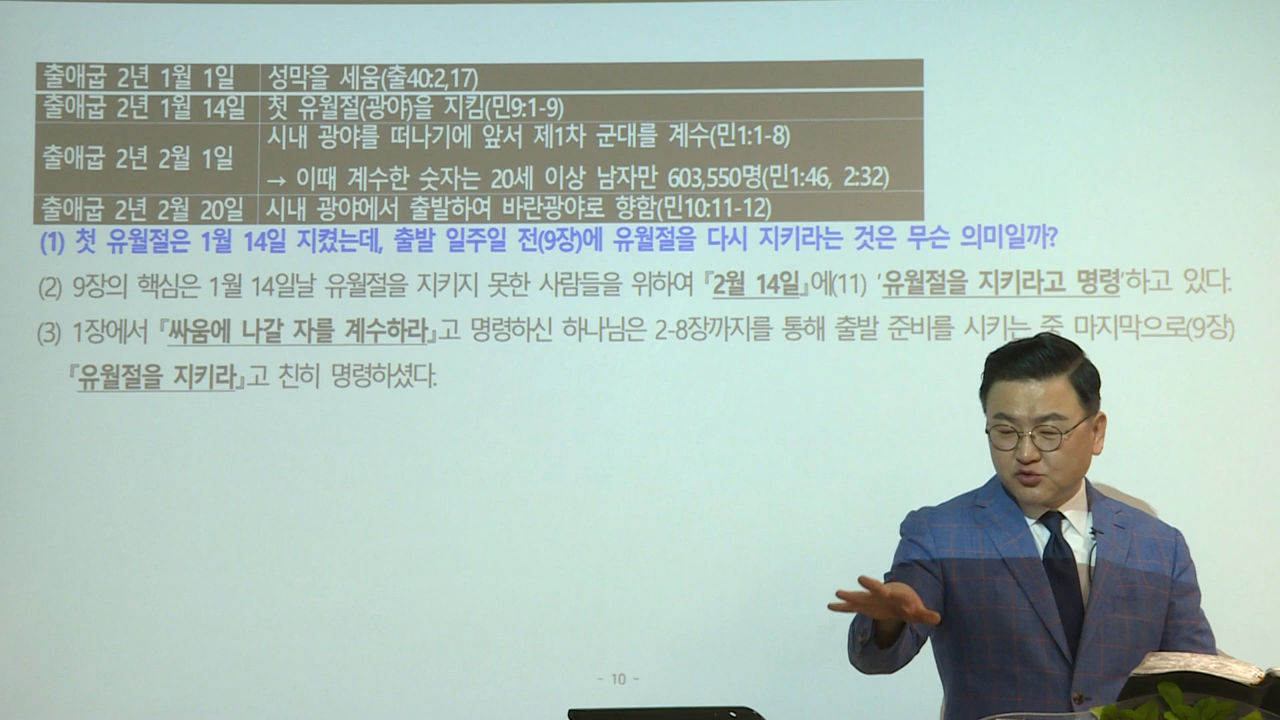 출애굽 2년 1월 1일 성막을 세움(출40:2,17)
출애굽 2년 1월 14일 첫 유월절(광야)을 지킴(민9:1-9)
출애굽 2년 2월 1일 시내 광야를 떠나기에 앞서 제1차 군대를 계수(민1:1-8)
→ 이때 계수한 숫자는 20세 이상 남자만 603,550명(민1:46, 2:32)
출애굽 2년 2월 20일 시내 광야에서 출발하여 바란광야로 향함(민10:11-12)
(1) 첫 유월절은 1월 14일 지켰는데, 출발 일주일 전(9장)에 유월절을 다시 지키라는 것은 무슨 의미일까?
(2) 9장의 핵심은 1월 14일날 유월절을 지키지 못한 사람들을 위하여 『2월 14일』에(11) '유월절을 지키라고 명령'하고 있다.
(3) 1장에서 『싸움에 나갈 자를 계수하라』고 명령하신 하나님은 2-8장까지를 통해 출발 준비를 시키는 중 마지막으로(9장)
『유월절을 지키라』고 친히 명령하셨다.
- 10 -